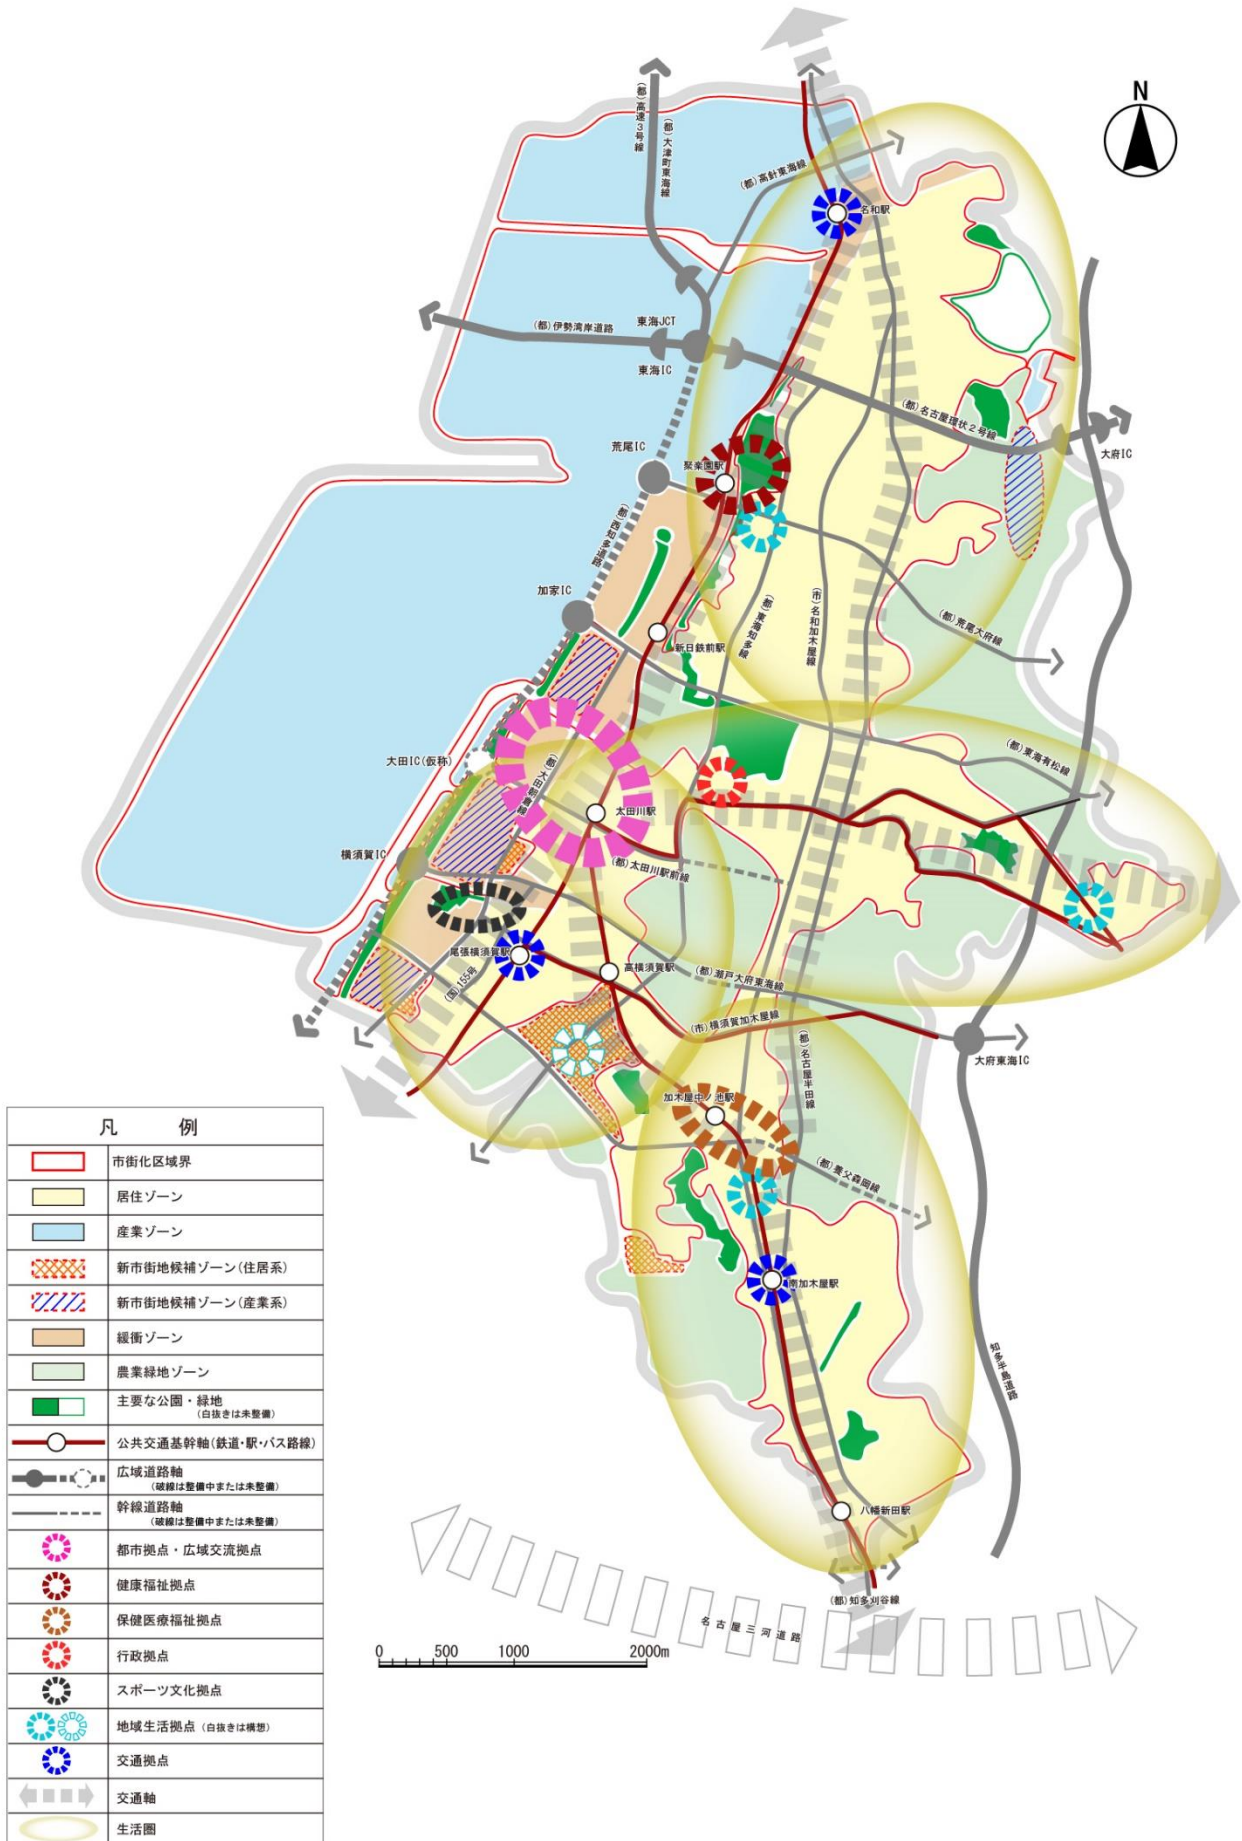 N
(都)高速3号線
(都)大津町東海線
(都)高針東海線
名和駅
(都)伊勢湾岸道路
東海JCT
東海IC
(都)名古屋環状2号線
大府IC
荒尾IC
聚楽園駅
(都)西知多道路
加家IC
新日鉄前駅
(都)東海知多線
(市)名和加木屋線
(都)荒尾大府線
大田IC(仮称)
(都)大田朝倉線
太田川駅
(都)東海有松線
横須賀IC
(都)太田川駅前線
尾張横須賀駅
高横須賀駅
(国)155号
(都)瀬戸大府東海線
(市)横須賀加木屋線
(都)名古屋半田線
大府東海IC
加木屋中ノ池駅
(都)養父森岡線
南加木屋駅
知多半島道路
八幡新田駅
(都)知多刈谷線
名古屋三河道路
0 500 1000 2000m
凡 例
市街化区域界
居住ゾーン
産業ゾーン
新市街地候補ゾーン(住居系)
新市街地候補ゾーン(産業系)
緩衝ゾーン
農業緑地ゾーン
主要な公園・緑地
(白抜きは未整備)
公共交通基幹軸(鉄道・駅・バス路線)
広域道路軸
(破線は整備中または未整備)
幹線道路軸
(破線は整備中または未整備)
都市拠点・広域交流拠点
健康福祉拠点
保健医療福祉拠点
行政拠点
スポーツ文化拠点
地域生活拠点 (白抜きは構想)
交通拠点
交通軸
生活圏